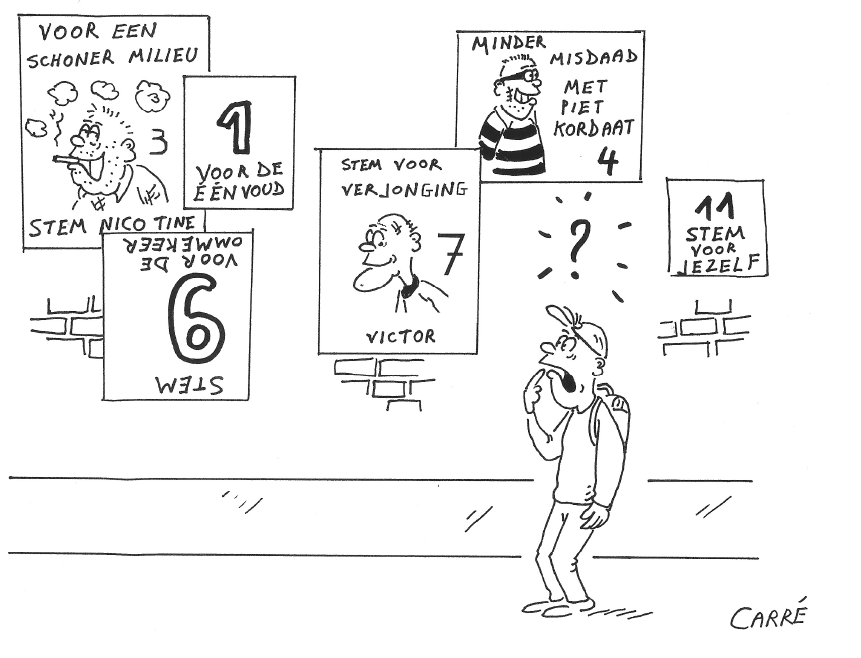 VOOR EEN
SCHONER MILIEU
3
STEM NICO TINE
1
VOOR DE
ÉÉNVOUD
STEM
6
VOOR DE
OMMEKEER
STEM VOOR
VERJONGING
7
VICTOR
MINDER
MISDAAD
MET
PIET
KORDAAT
4
?
11
STEM
VOOR
JEZELF
CARRÉ